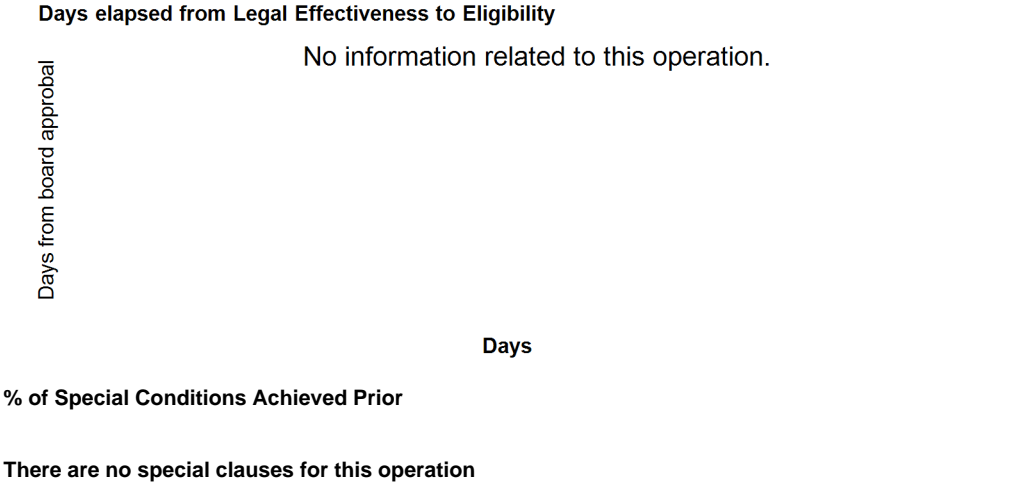 Days elapsed from Legal Effectiveness to Eligibility
No information related to this operation.
Days from board approbal
Days
% of Special Conditions Achieved Prior
There are no special clauses for this operation